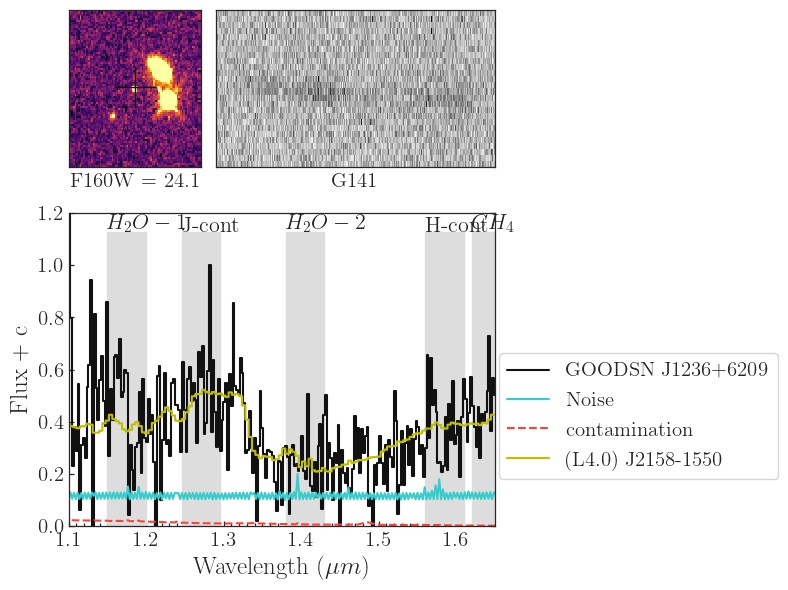 F160W = 24.1
G141
H₂O − 1
J-cont
H₂O − 2
H-cont
CH₄
1.2
1.0
0.8
0.6
0.4
0.2
0.0
Flux + c
1.1
1.2
1.3
1.4
1.5
1.6
Wavelength (μm)
GOODSN J1236+6209
Noise
contamination
(L4.0) J2158-1550